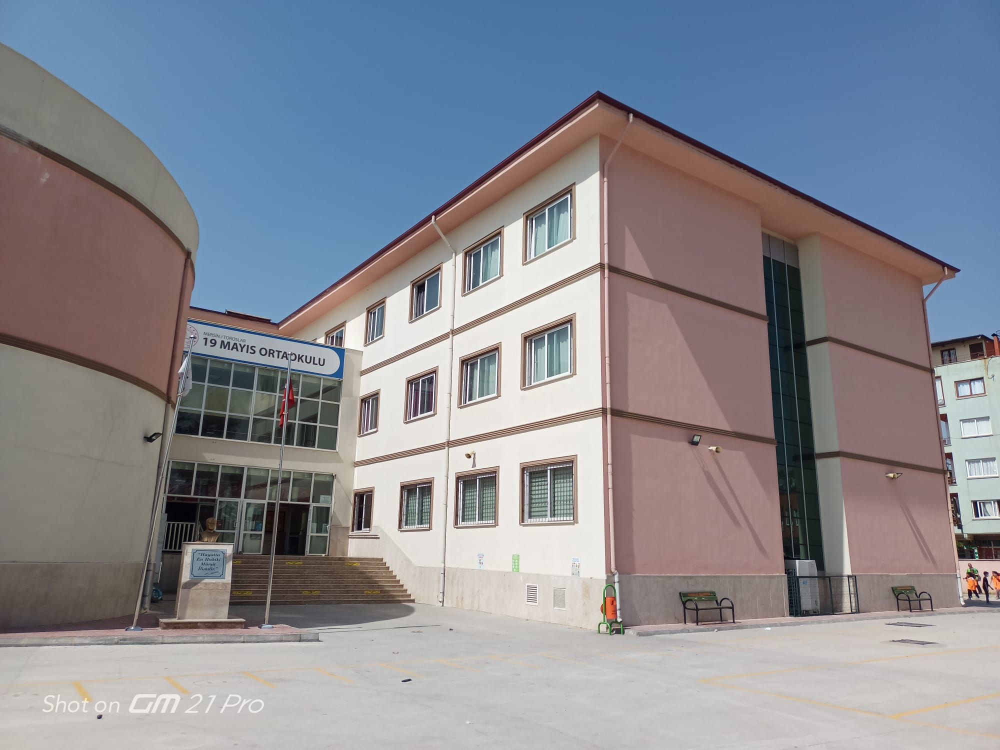 MERSİN / TOROSLAR
19 MAYIS ORTAOKULU
"Hayatta
En Hakiki
Mürşit
İlimdir."
Shot on GM 21 Pro